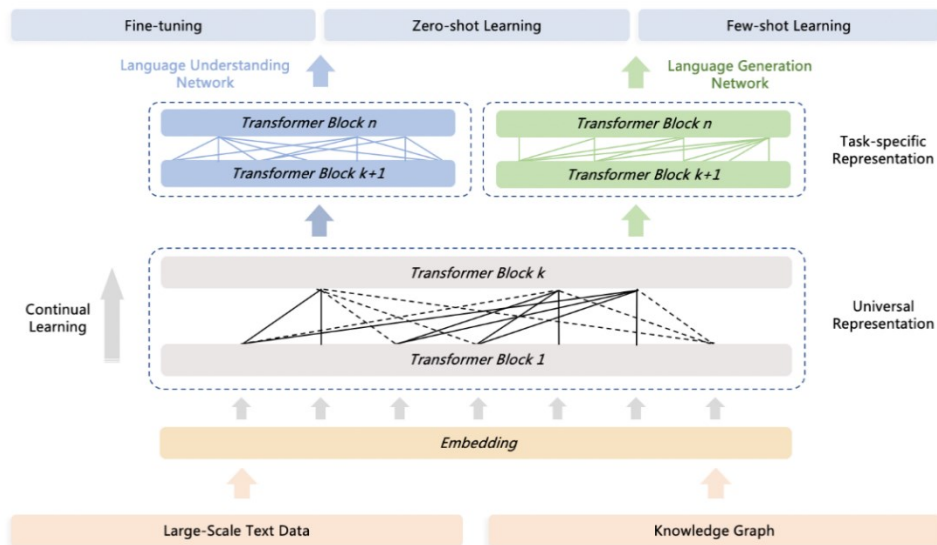 Fine-tuning
Zero-shot Learning
Few-shot Learning
Language Understanding
Network
Language Generation
Network
Transformer Block n
Transformer Block n
Task-specific
Representation
Transformer Block k+1
Transformer Block k+1
Transformer Block k
Continual
Learning
Universal
Representation
Transformer Block 1
Embedding
Large-Scale Text Data
Knowledge Graph